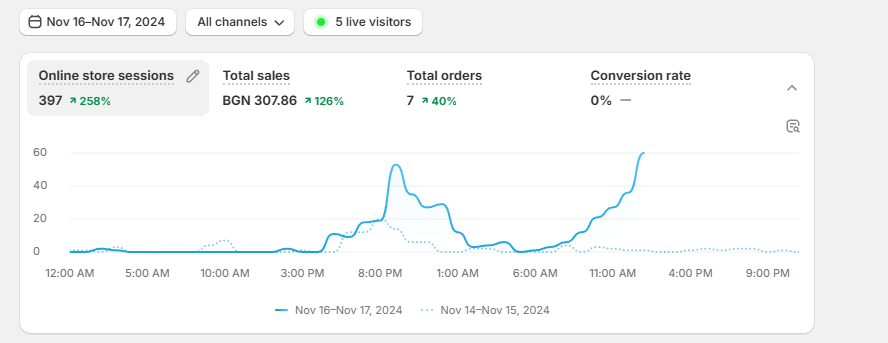 Nov 16–Nov 17, 2024
All channels
5 live visitors
Online store sessions
397 258%
Total sales
BGN 307.86 126%
Total orders
7 40%
Conversion rate
0% —
60
40
20
0
12:00 AM 5:00 AM 10:00 AM 3:00 PM 8:00 PM 1:00 AM 6:00 AM 11:00 AM 4:00 PM 9:00 PM
Nov 16–Nov 17, 2024 Nov 14–Nov 15, 2024